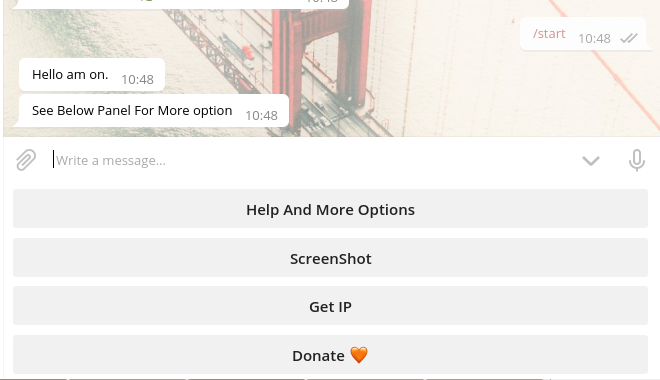 /start 10:48
Hello am on. 10:48
See Below Panel For More option 10:48
Write a message...
Help And More Options
ScreenShot
Get IP
Donate 🧡